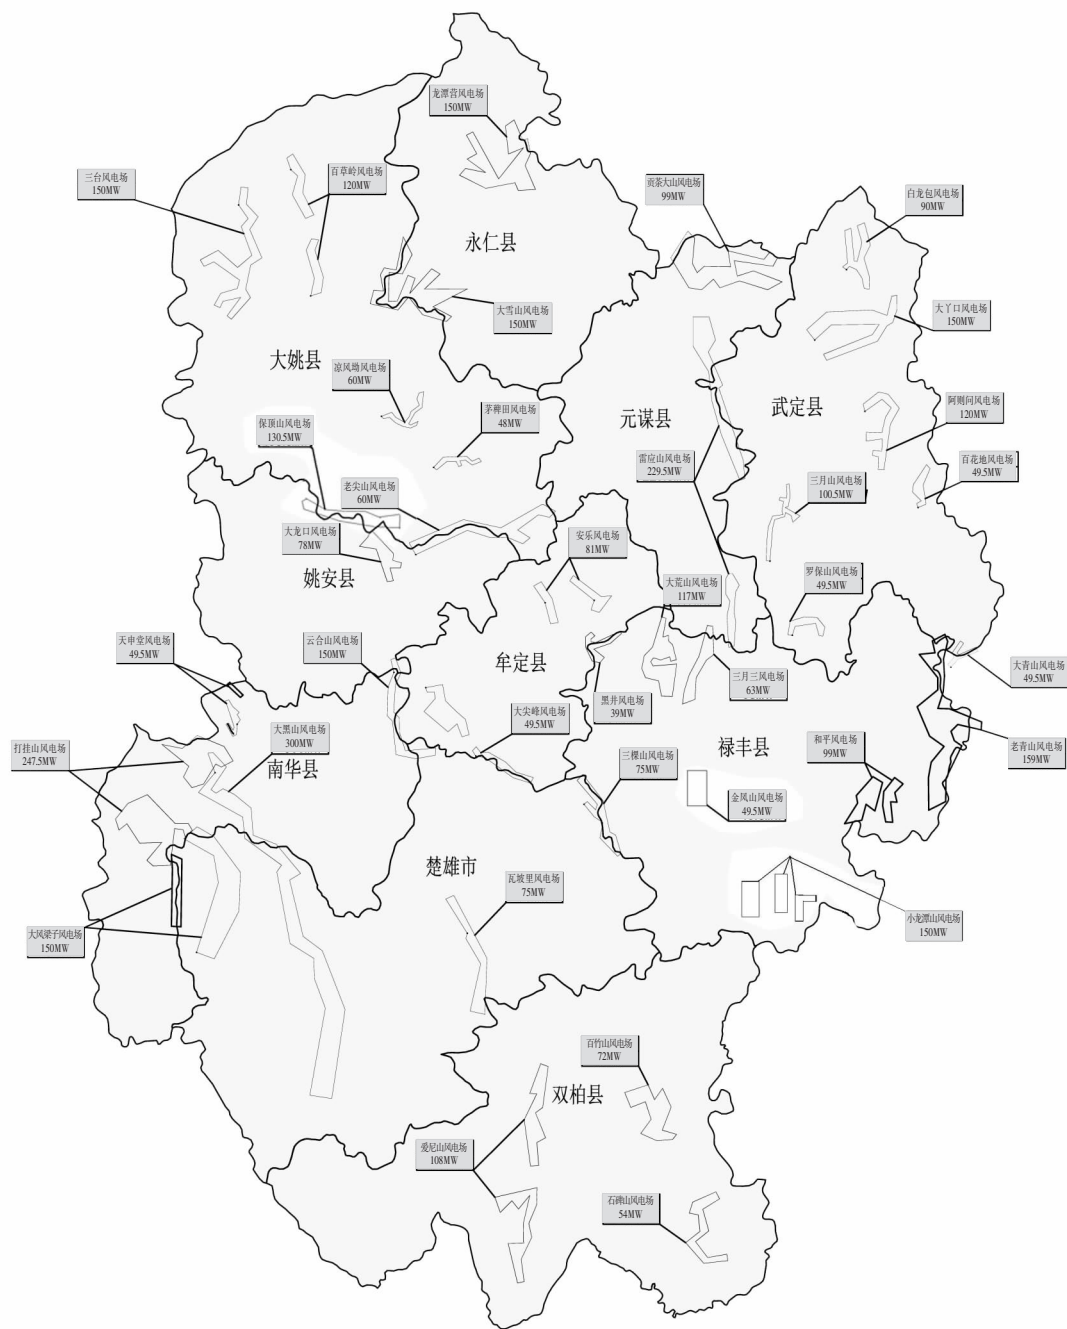 龙潭营风电场
150MW
三台风电场
150MW
百草岭风电场
120MW
贡茶大山风电场
99MW
白龙包风电场
90MW
永仁县
大雪山风电场
150MW
大丫口风电场
150MW
大姚县
凉风坳风电场
60MW
武定县
元谋县
茅稗田风电场
48MW
阿则问风电场
120MW
保顶山风电场
130.5MW
雷应山风电场
229.5MW
百花地风电场
49.5MW
老尖山风电场
60MW
三月山风电场
100.5MW
大龙口风电场
78MW
安乐风电场
81MW
姚安县
大荒山风电场
117MW
罗保山风电场
49.5MW
天申堂风电场
49.5MW
云台山风电场
150MW
牟定县
黑井风电场
39MW
三月三风电场
63MW
大青山风电场
49.5MW
打挂山风电场
247.5MW
大黑山风电场
300MW
南华县
大尖峰风电场
49.5MW
三棵山风电场
75MW
禄丰县
和平风电场
99MW
老青山风电场
159MW
金凤山风电场
49.5MW
楚雄市
瓦坡里风电场
75MW
大风梁子风电场
150MW
小龙潭山风电场
150MW
百竹山风电场
72MW
双柏县
爱尼山风电场
108MW
石碑山风电场
54MW